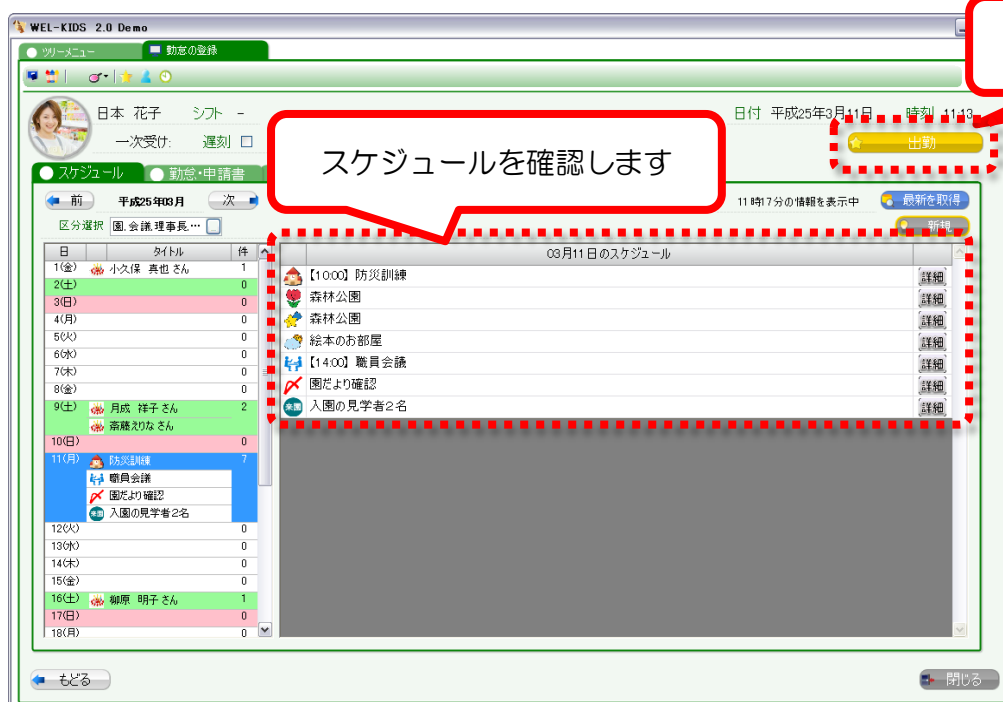 WEL-KIDS 2.0 Demo
ツリーメニュー 勤怠の登録
日本 花子 シフト - 日付 平成25年3月11日 時刻 11:13
一次受け: 遅刻 出勤
スケジュールを確認します
スケジュール 勤怠・申請書
前 平成25年03月 次 11時17分の情報を表示中 最新を取得
区分選択 園,会議,理事長… 新規
日 タイトル 件 03月11日のスケジュール
1(金) 小久保 真也 さん 1
2(土) 0
3(日) 0
4(月) 0
5(火) 0
6(水) 0
7(木) 0
8(金) 0
9(土) 月成 祥子 さん 2
斎藤えりな さん
10(日) 0
11(月) 防災訓練 7
職員会議
園だより確認
来園 入園の見学者2名
12(火) 0
13(水) 0
14(木) 0
15(金) 0
16(土) 柳原 明子 さん 1
17(日) 0
18(月) 0
【10:00】防災訓練 詳細
森林公園 詳細
森林公園 詳細
絵本のお部屋 詳細
【14:00】職員会議 詳細
園だより確認 詳細
来園 入園の見学者2名 詳細
もどる 閉じる